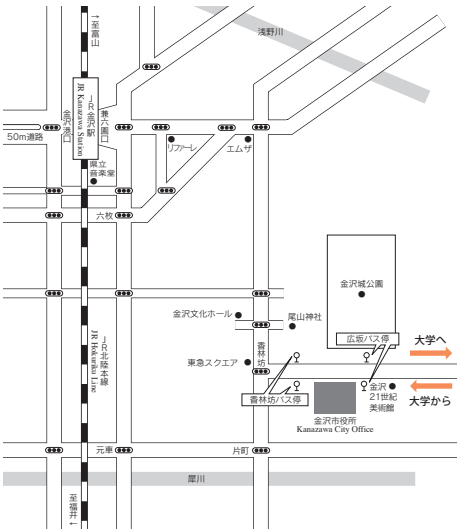 ↑至富山
浅野川
JR金沢駅
JR Kanazawa Station
金沢港口
兼六園口
50m道路
リファーレ
エムザ
県立
音楽堂
六枚
金沢城公園
金沢文化ホール
尾山神社
広坂バス停
大学へ
香林坊
東急スクエア
JR北陸本線
JR Hokuriku Line
香林坊バス停
金沢
21世紀
美術館
大学から
金沢市役所
Kanazawa City Office
元車
片町
犀川
至福井↓